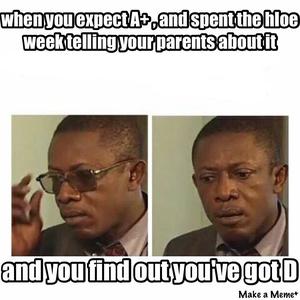 when you expect A+ , and spent the hloe
week telling your parents about it
and you find out you've got D
Make a Meme+